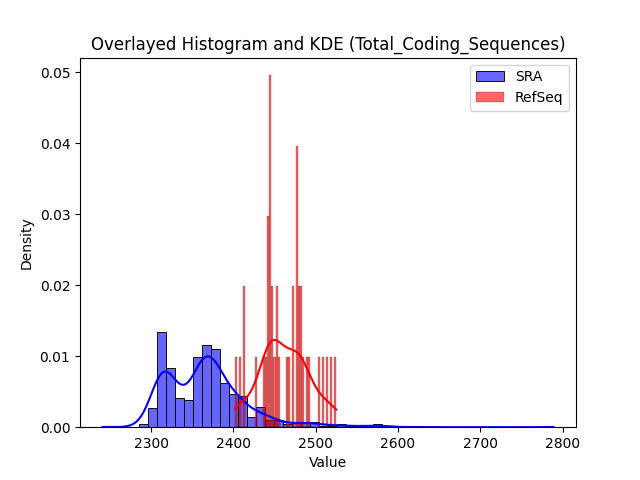 Overlayed Histogram and KDE (Total_Coding_Sequences)
SRA
RefSeq
Density
0.05
0.04
0.03
0.02
0.01
0.00
2300 2400 2500 2600 2700 2800
Value